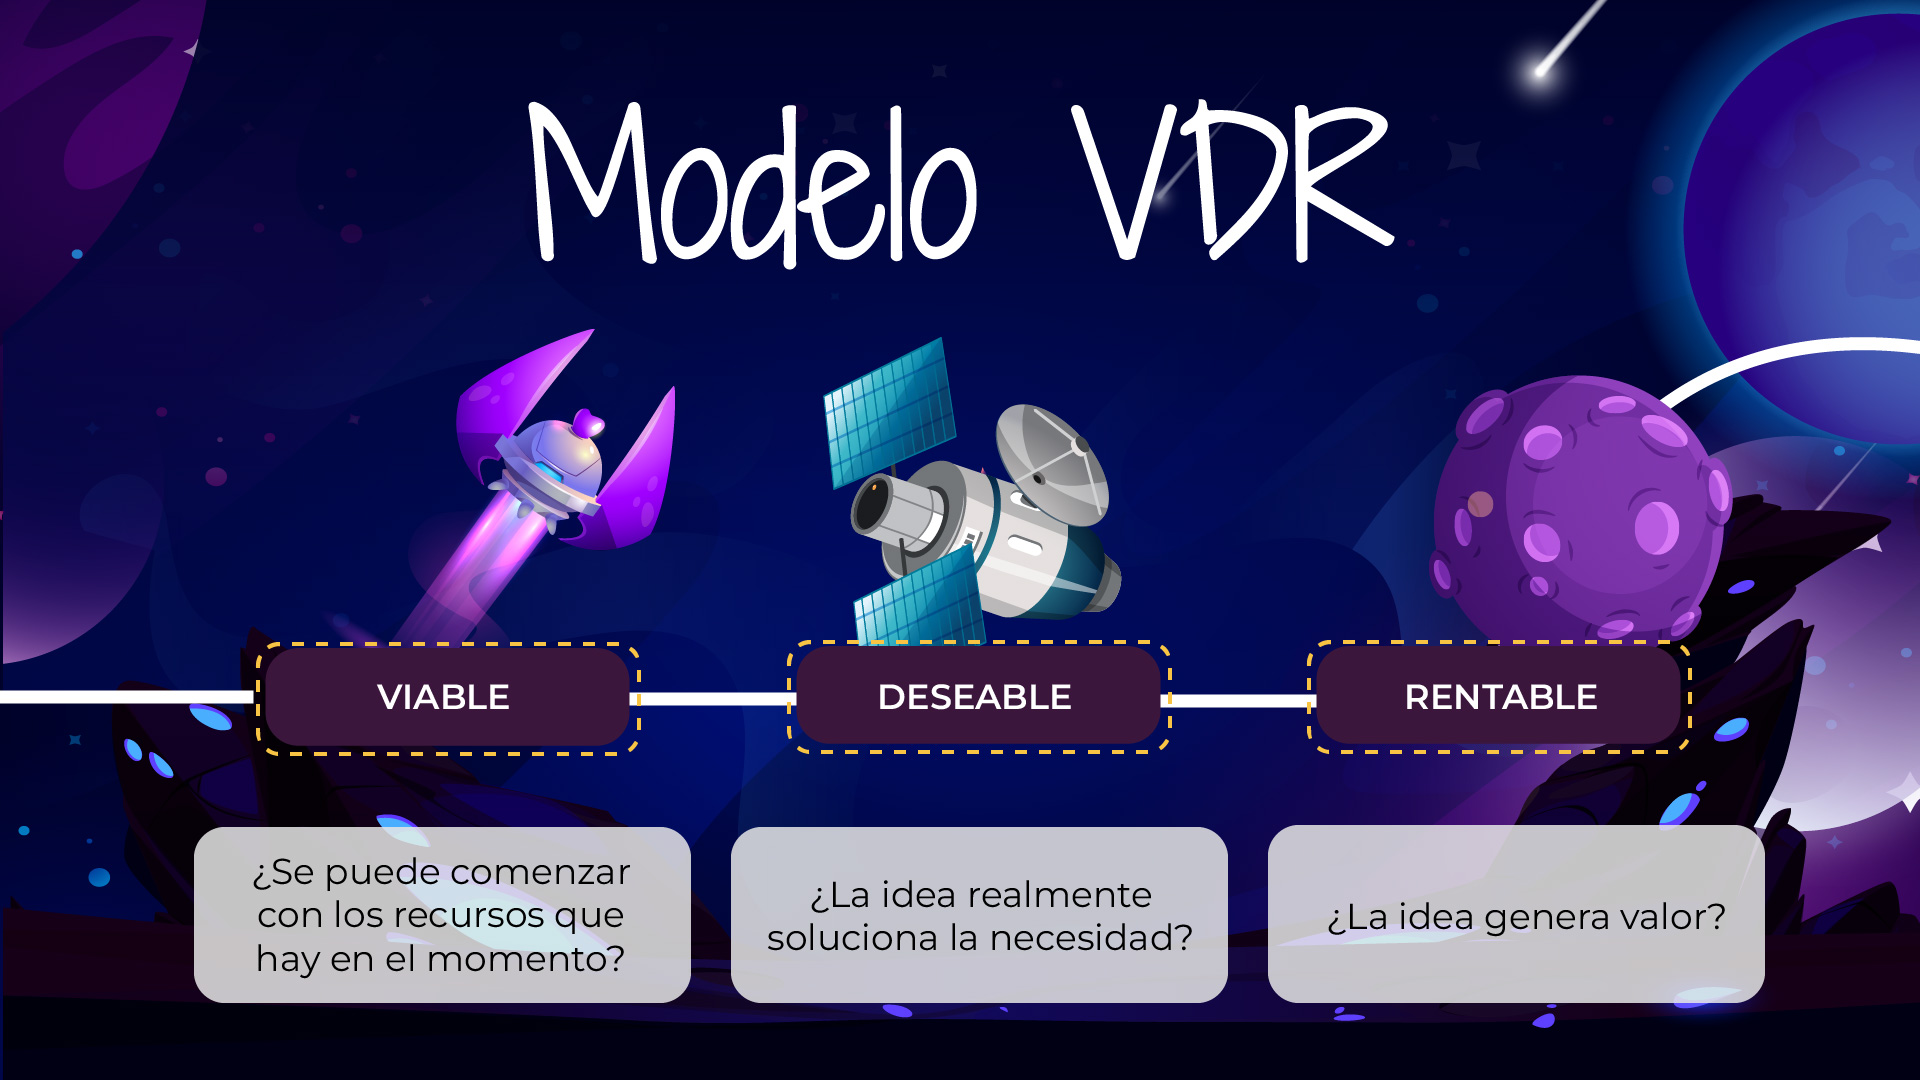 Modelo VDR
VIABLE
DESEABLE
RENTABLE
¿Se puede comenzar
con los recursos que
hay en el momento?
¿La idea realmente
soluciona la necesidad?
¿La idea genera valor?